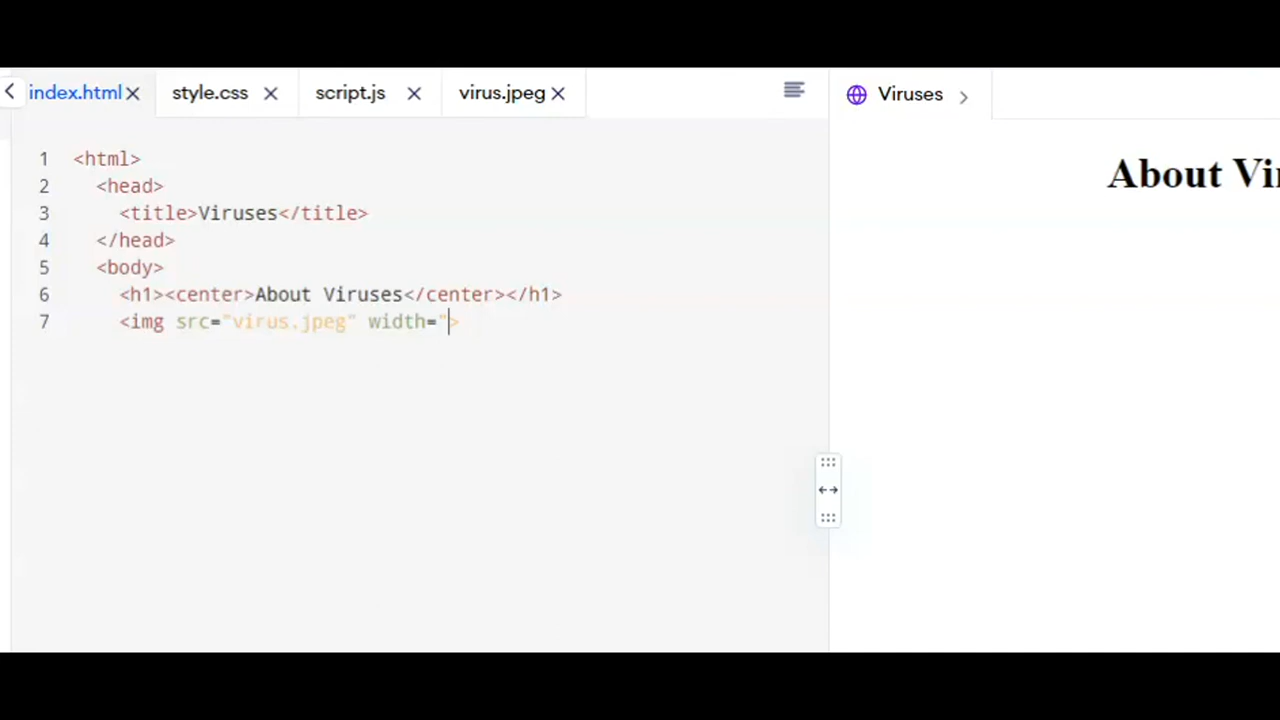 index.html
style.css
script.js
virus.jpeg
Viruses
1 <html>
2 <head>
3 <title>Viruses</title>
4 </head>
5 <body>
6 <h1><center>About Viruses</center></h1>
7 <img src="virus.jpeg" width=">
About Vi